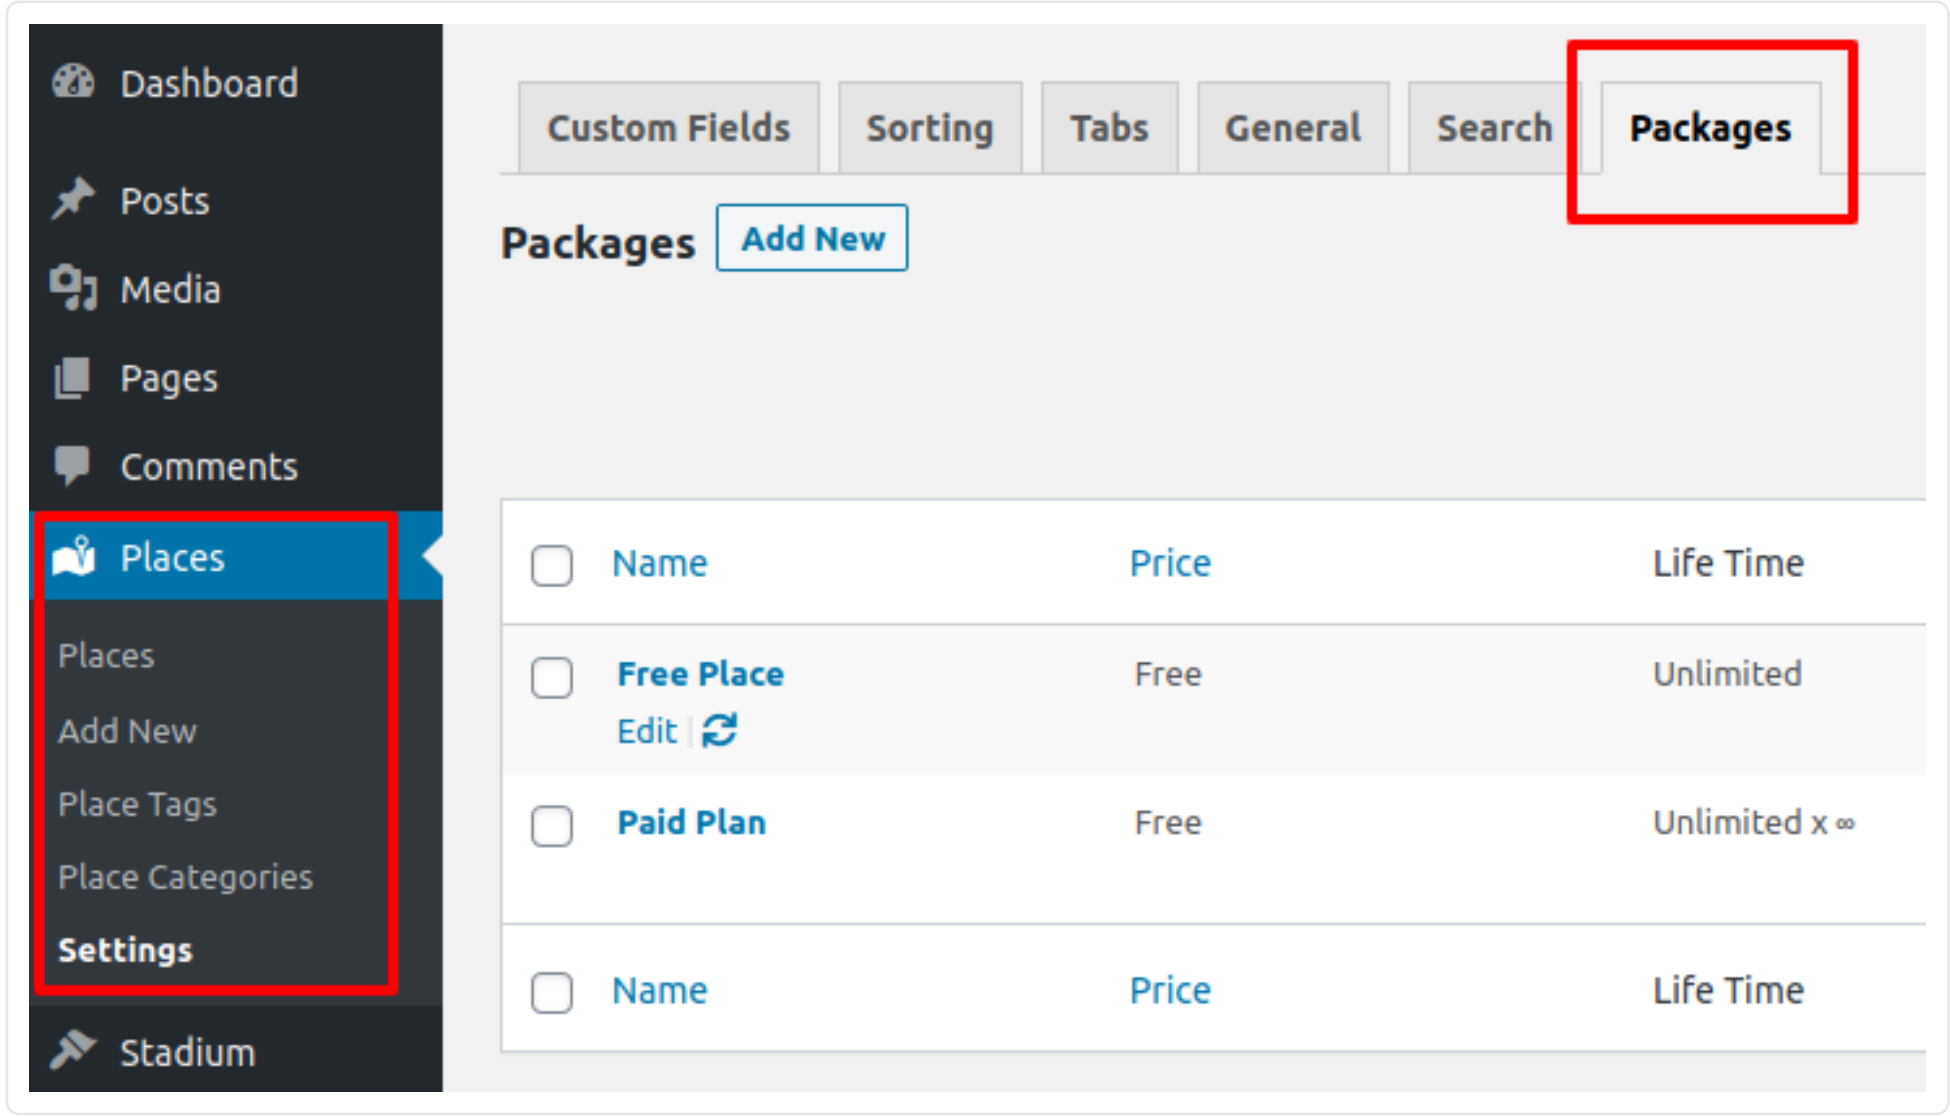 Dashboard
Posts
Media
Pages
Comments
Places
Places
Add New
Place Tags
Place Categories
Settings
Stadium
Custom Fields Sorting Tabs General Search Packages
Packages Add New
Name Price Life Time
Free Place Free Unlimited
Edit |
Paid Plan Free Unlimited x ∞
Name Price Life Time